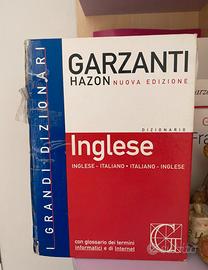 I GRANDI DIZIONARI
GARZANTI
HAZON NUOVA EDIZIONE
DIZIONARIO
Inglese
INGLESE - ITALIANO • ITALIANO - INGLESE
con glossario dei termini
informatici e di Internet
G